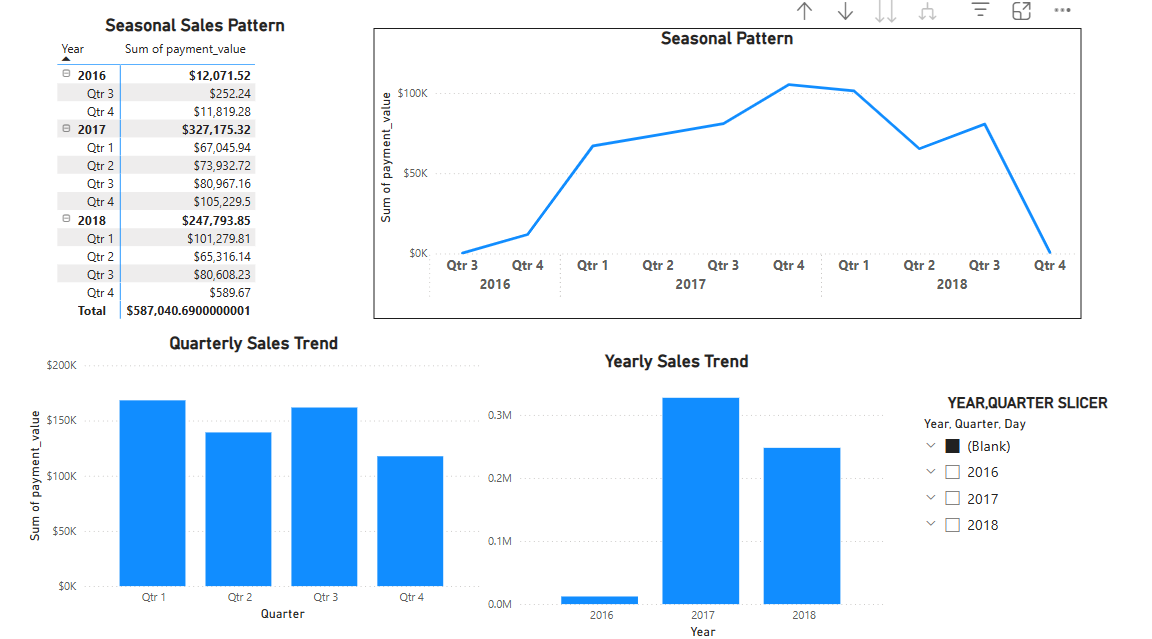 Seasonal Sales Pattern
Year Sum of payment_value
2016 $12,071.52
Qtr 3 $252.24
Qtr 4 $11,819.28
2017 $327,175.32
Qtr 1 $67,045.94
Qtr 2 $73,932.72
Qtr 3 $80,967.16
Qtr 4 $105,229.5
2018 $247,793.85
Qtr 1 $101,279.81
Qtr 2 $65,316.14
Qtr 3 $80,608.23
Qtr 4 $589.67
Total $587,040.6900000001
Seasonal Pattern
Sum of payment_value
$100K
$50K
$0K
Qtr 3 Qtr 4 Qtr 1 Qtr 2 Qtr 3 Qtr 4 Qtr 1 Qtr 2 Qtr 3 Qtr 4
2016 2017 2018
Quarterly Sales Trend
Sum of payment_value
$200K
$150K
$100K
$50K
$0K
Qtr 1 Qtr 2 Qtr 3 Qtr 4
Quarter
Yearly Sales Trend
0.3M
0.2M
0.1M
0.0M
2016 2017 2018
Year
YEAR,QUARTER SLICER
Year, Quarter, Day
(Blank)
2016
2017
2018